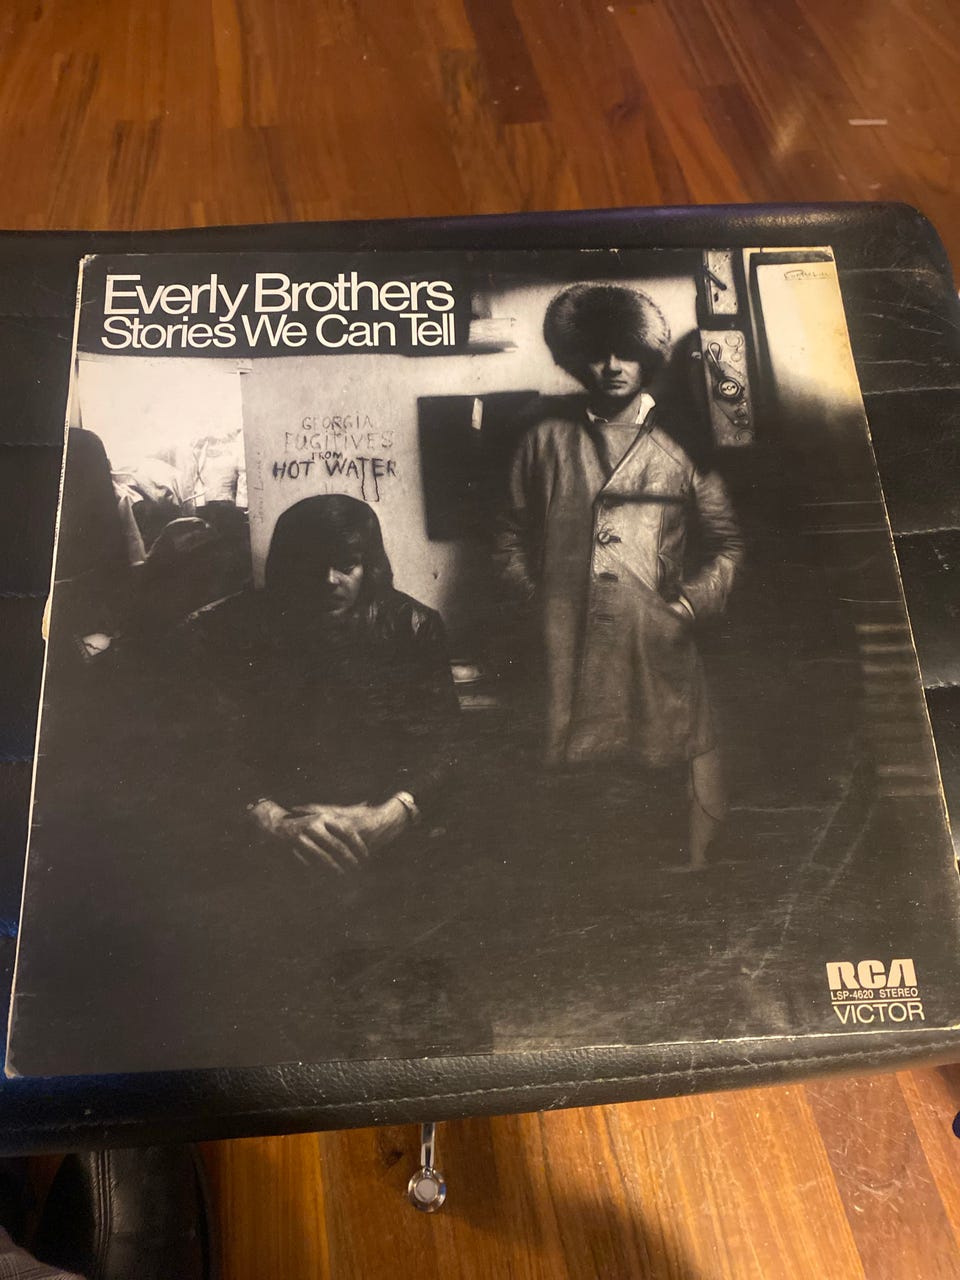 Everly Brothers
Stories We Can Tell
GEORGIA
FUGITIVES
FROM
HOT WATER
RCA
LSP-4620 STEREO
VICTOR